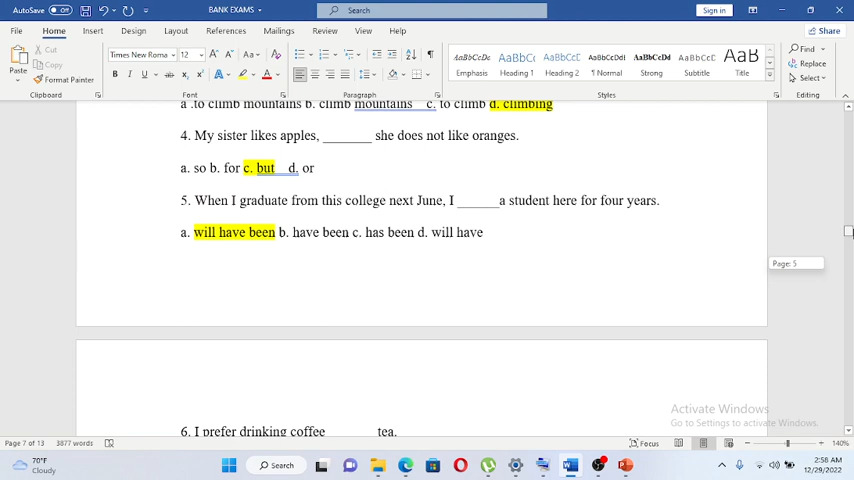 AutoSave Off
BANK EXAMS
Search
Sign in
File Home Insert Draw Design Layout References Mailings Review View Help
Share
Paste
Cut
Copy
Format Painter
Clipboard
Times New Roma 12
Font
Paragraph
AaBbCcDc Emphasis
AaBbCc Heading 1
AaBbCc Heading 2
AaBbCcDc ¶ Normal
AaBbCcDc Strong
AaBbCcC Subtitle
AaB Title
Styles
Find
Replace
Select
Editing
a .to climb mountains b. climb mountains c. to climb d. climbing
4. My sister likes apples, _______ she does not like oranges.
a. so b. for c. but d. or
5. When I graduate from this college next June, I ______a student here for four years.
a. will have been b. have been c. has been d. will have
Page: 5
6. I prefer drinking coffee _______ tea.
Activate Windows
Go to Settings to activate Windows.
Page 7 of 13 3877 words
Focus
140%
70°F
Cloudy
Search
2:58 AM
12/29/2022